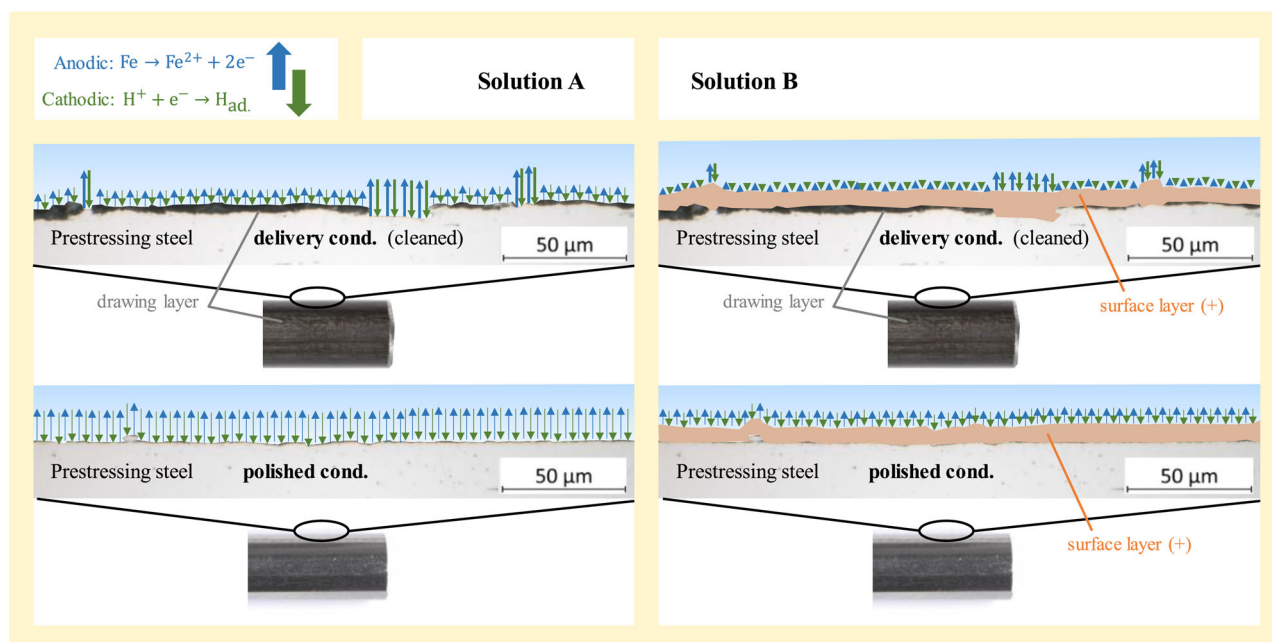 Anodic: Fe → Fe²⁺ + 2e⁻
Cathodic: H⁺ + e⁻ → H_ad.
Solution A
Solution B
Prestressing steel delivery cond. (cleaned) 50 µm
drawing layer
Prestressing steel delivery cond. (cleaned) 50 µm
drawing layer
surface layer (+)
Prestressing steel polished cond. 50 µm
Prestressing steel polished cond. 50 µm
surface layer (+)